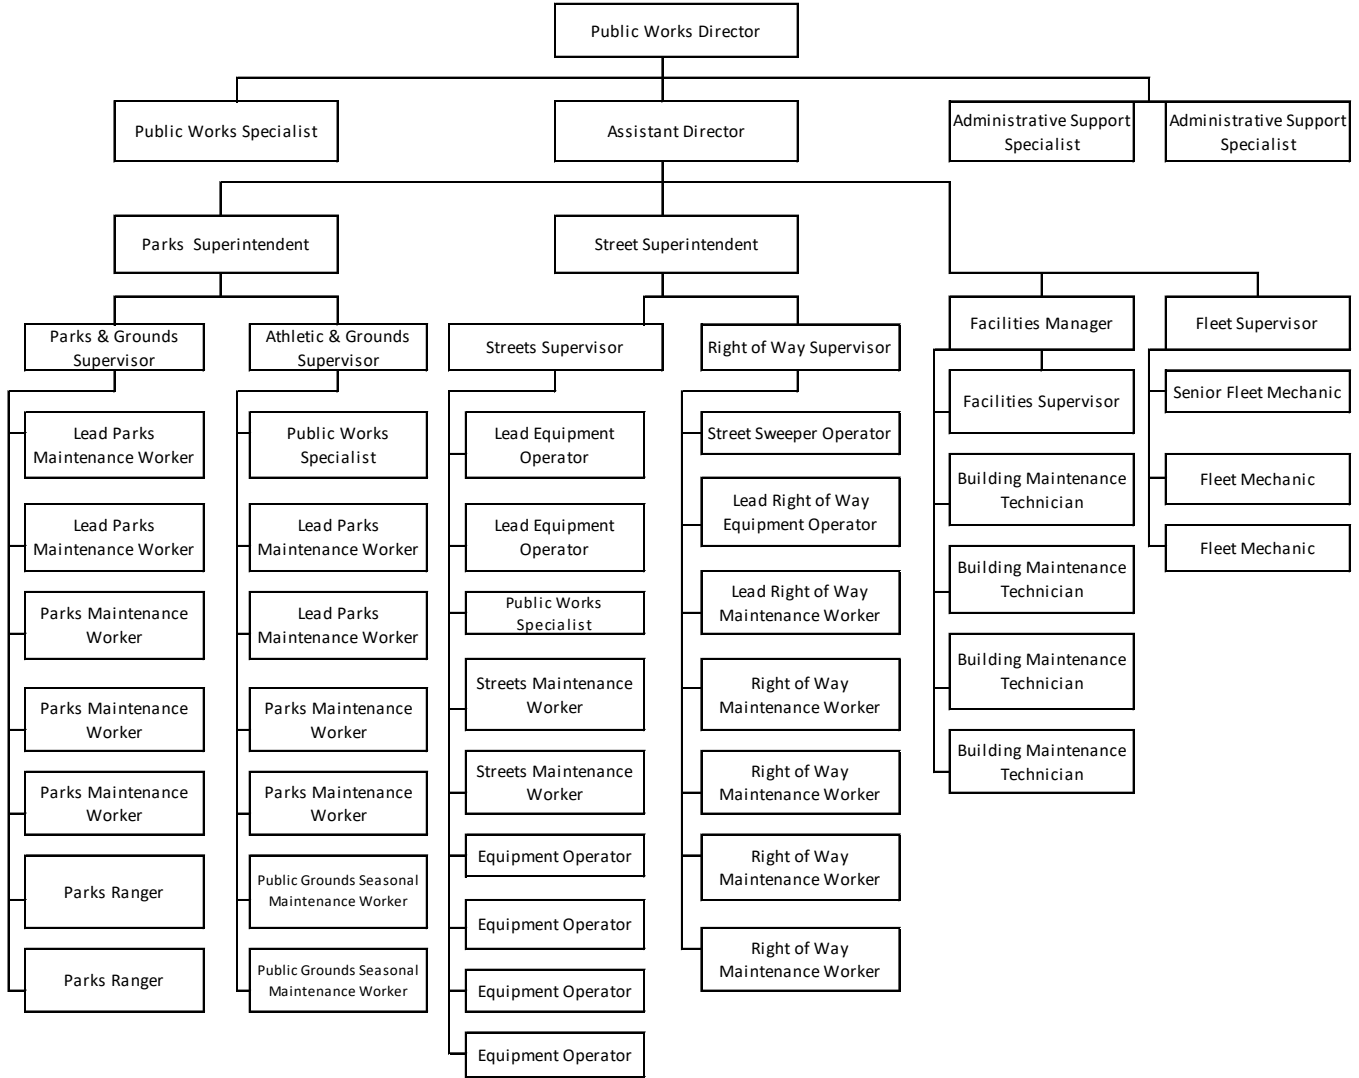 Public Works Director
Public Works Specialist
Assistant Director
Administrative Support
Specialist
Administrative Support
Specialist
Parks Superintendent
Street Superintendent
Parks & Grounds
Supervisor
Athletic & Grounds
Supervisor
Streets Supervisor
Right of Way Supervisor
Facilities Manager
Fleet Supervisor
Lead Parks
Maintenance Worker
Lead Parks
Maintenance Worker
Parks Maintenance
Worker
Parks Maintenance
Worker
Parks Maintenance
Worker
Parks Ranger
Parks Ranger
Public Works
Specialist
Lead Parks
Maintenance Worker
Lead Parks
Maintenance Worker
Parks Maintenance
Worker
Parks Maintenance
Worker
Public Grounds Seasonal
Maintenance Worker
Public Grounds Seasonal
Maintenance Worker
Lead Equipment
Operator
Lead Equipment
Operator
Public Works
Specialist
Streets Maintenance
Worker
Streets Maintenance
Worker
Equipment Operator
Equipment Operator
Equipment Operator
Equipment Operator
Street Sweeper Operator
Lead Right of Way
Equipment Operator
Lead Right of Way
Maintenance Worker
Right of Way
Maintenance Worker
Right of Way
Maintenance Worker
Right of Way
Maintenance Worker
Right of Way
Maintenance Worker
Facilities Supervisor
Building Maintenance
Technician
Building Maintenance
Technician
Building Maintenance
Technician
Building Maintenance
Technician
Senior Fleet Mechanic
Fleet Mechanic
Fleet Mechanic